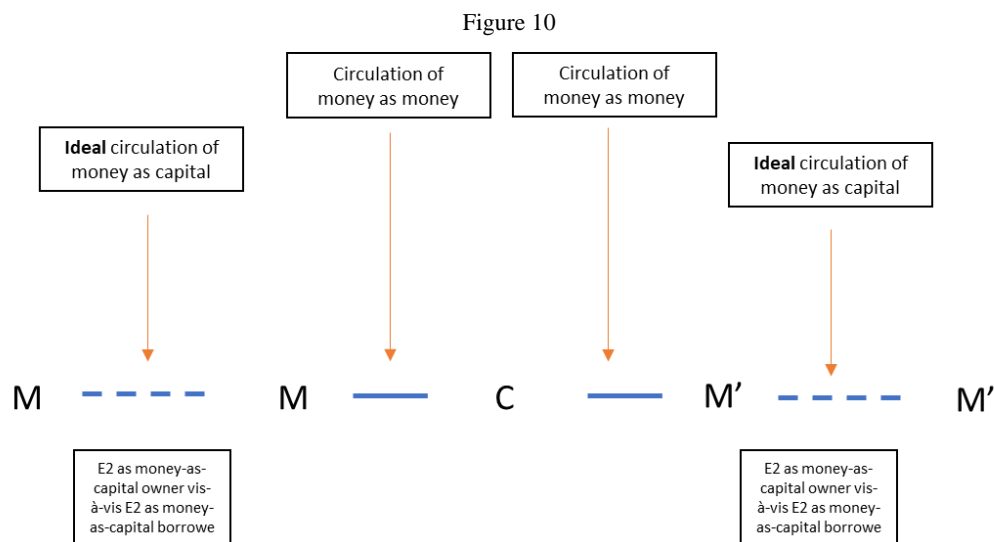 Figure 10
Circulation of
money as money
Circulation of
money as money
Ideal circulation of
money as capital
Ideal circulation of
money as capital
M
M
C
M’
M’
E2 as money-as-
capital owner vis-
à-vis E2 as money-
as-capital borrowe
E2 as money-as-
capital owner vis-
à-vis E2 as money-
as-capital borrowe